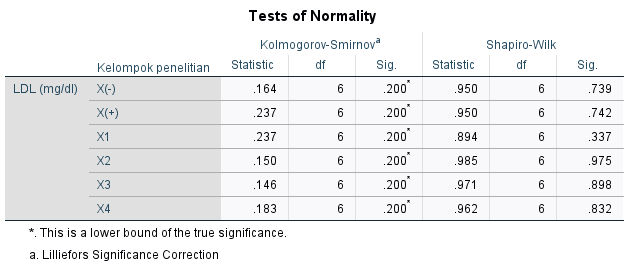 Tests of Normality
Kolmogorov-Smirnovᵃ Shapiro-Wilk
Kelompok penelitian Statistic df Sig. Statistic df Sig.
LDL (mg/dl) X(-) .164 6 .200* .950 6 .739
X(+) .237 6 .200* .950 6 .742
X1 .237 6 .200* .894 6 .337
X2 .150 6 .200* .985 6 .975
X3 .146 6 .200* .971 6 .898
X4 .183 6 .200* .962 6 .832
*. This is a lower bound of the true significance.
a. Lilliefors Significance Correction